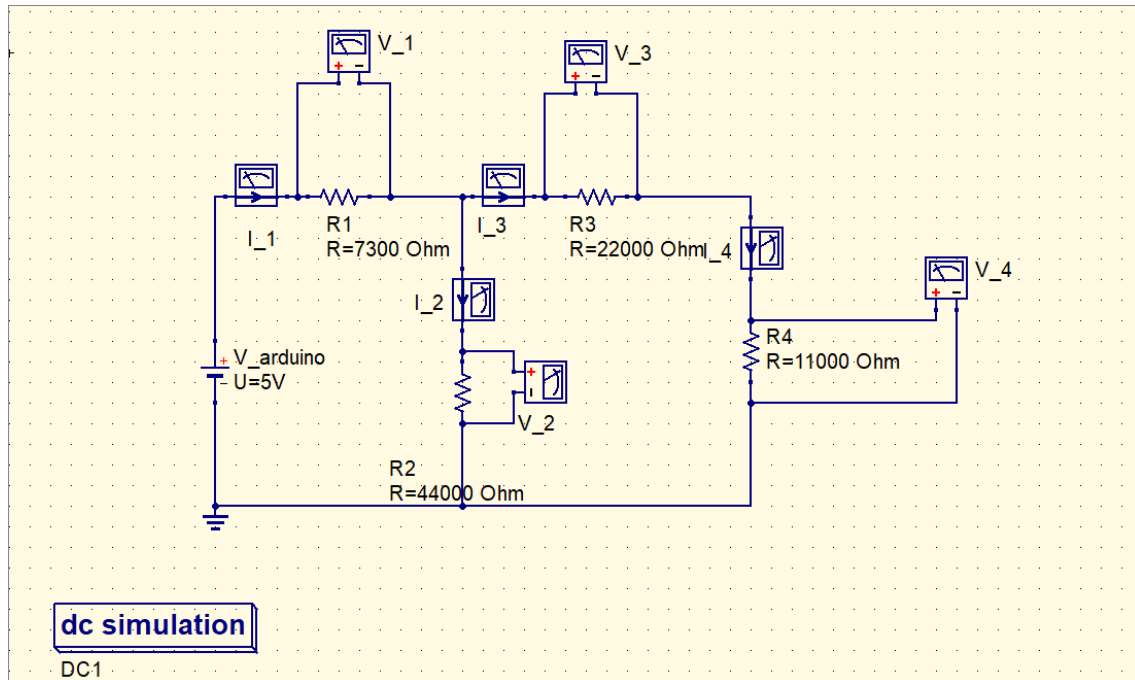 V_1
V_3
I_1
R1
R=7300 Ohm
I_3
R3
R=22000 Ohm
I_4
V_4
I_2
V_arduino
U=5V
R4
R=11000 Ohm
V_2
R2
R=44000 Ohm
dc simulation
DC1